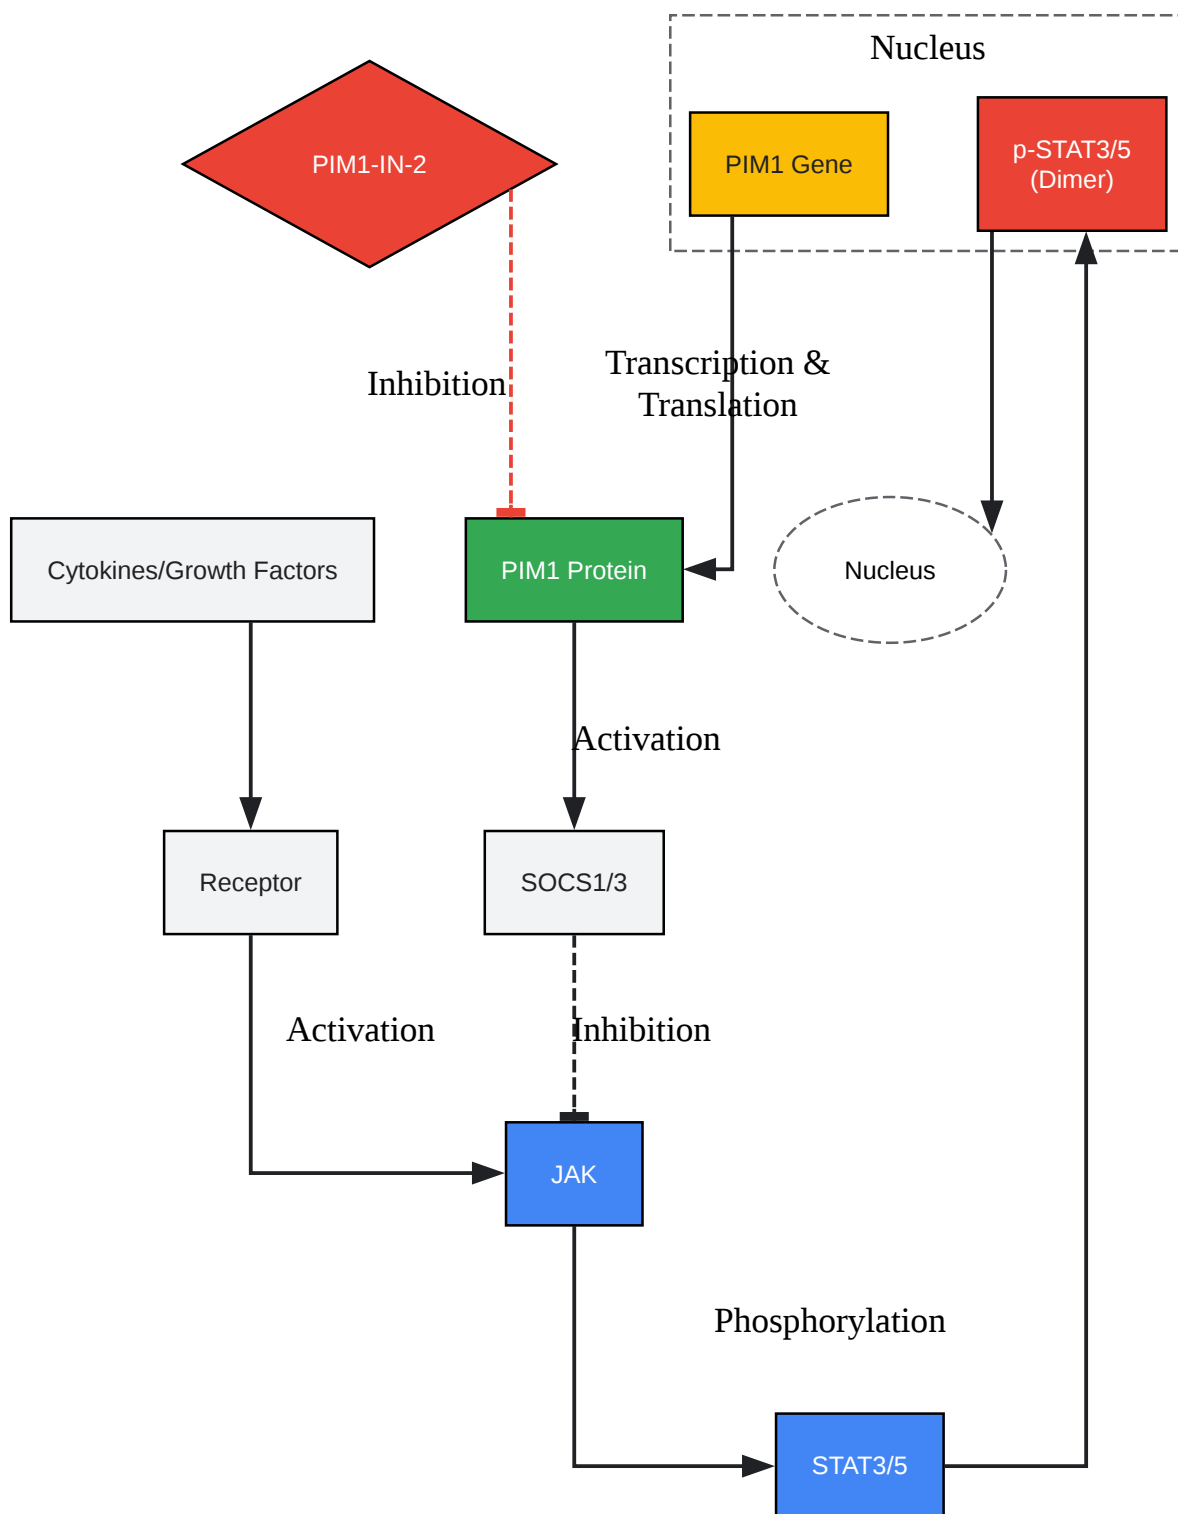 Nucleus
PIM1-IN-2
PIM1 Gene
p-STAT3/5
(Dimer)
Inhibition
Transcription &
Translation
Cytokines/Growth Factors
PIM1 Protein
Nucleus
Activation
Receptor
SOCS1/3
Activation
Inhibition
JAK
Phosphorylation
STAT3/5